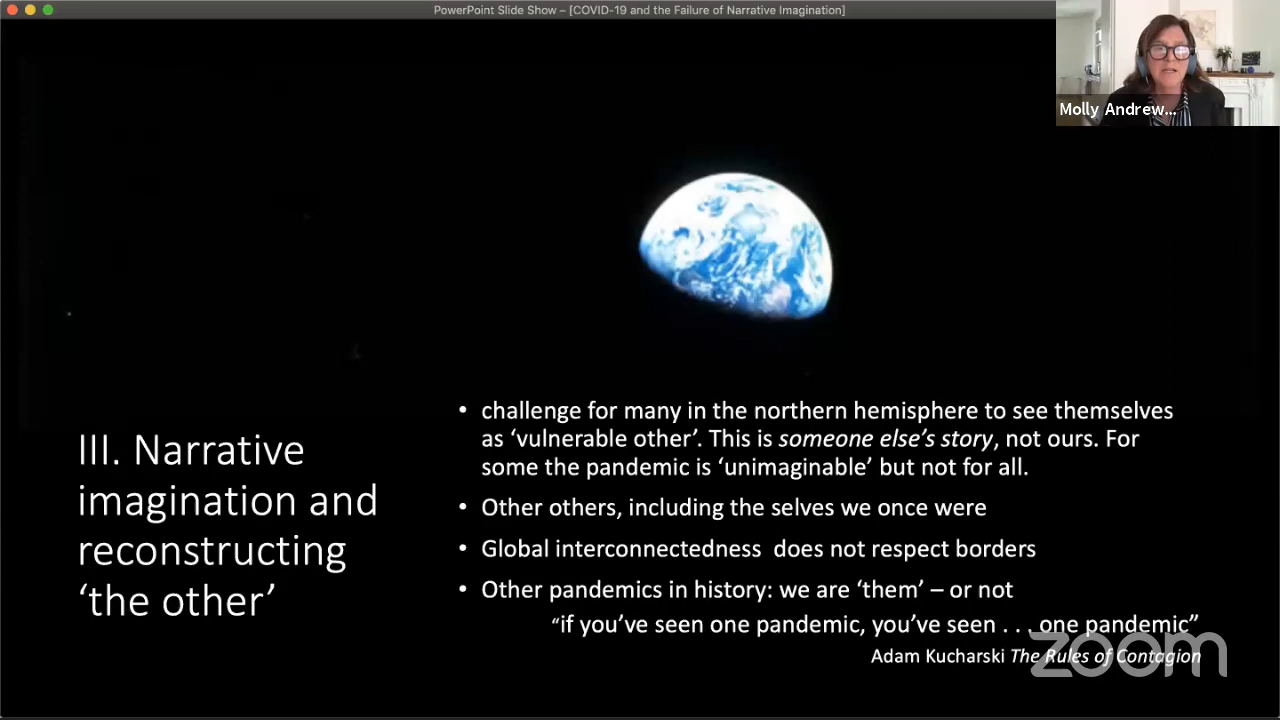 PowerPoint Slide Show – [COVID-19 and the Failure of Narrative Imagination]
Molly Andrew...
III. Narrative
imagination and
reconstructing
‘the other’
• challenge for many in the northern hemisphere to see themselves
as ‘vulnerable other’. This is someone else’s story, not ours. For
some the pandemic is ‘unimaginable’ but not for all.
• Other others, including the selves we once were
• Global interconnectedness does not respect borders
• Other pandemics in history: we are ‘them’ – or not
“if you’ve seen one pandemic, you’ve seen . . . one pandemic”
Adam Kucharski The Rules of Contagion
zoom